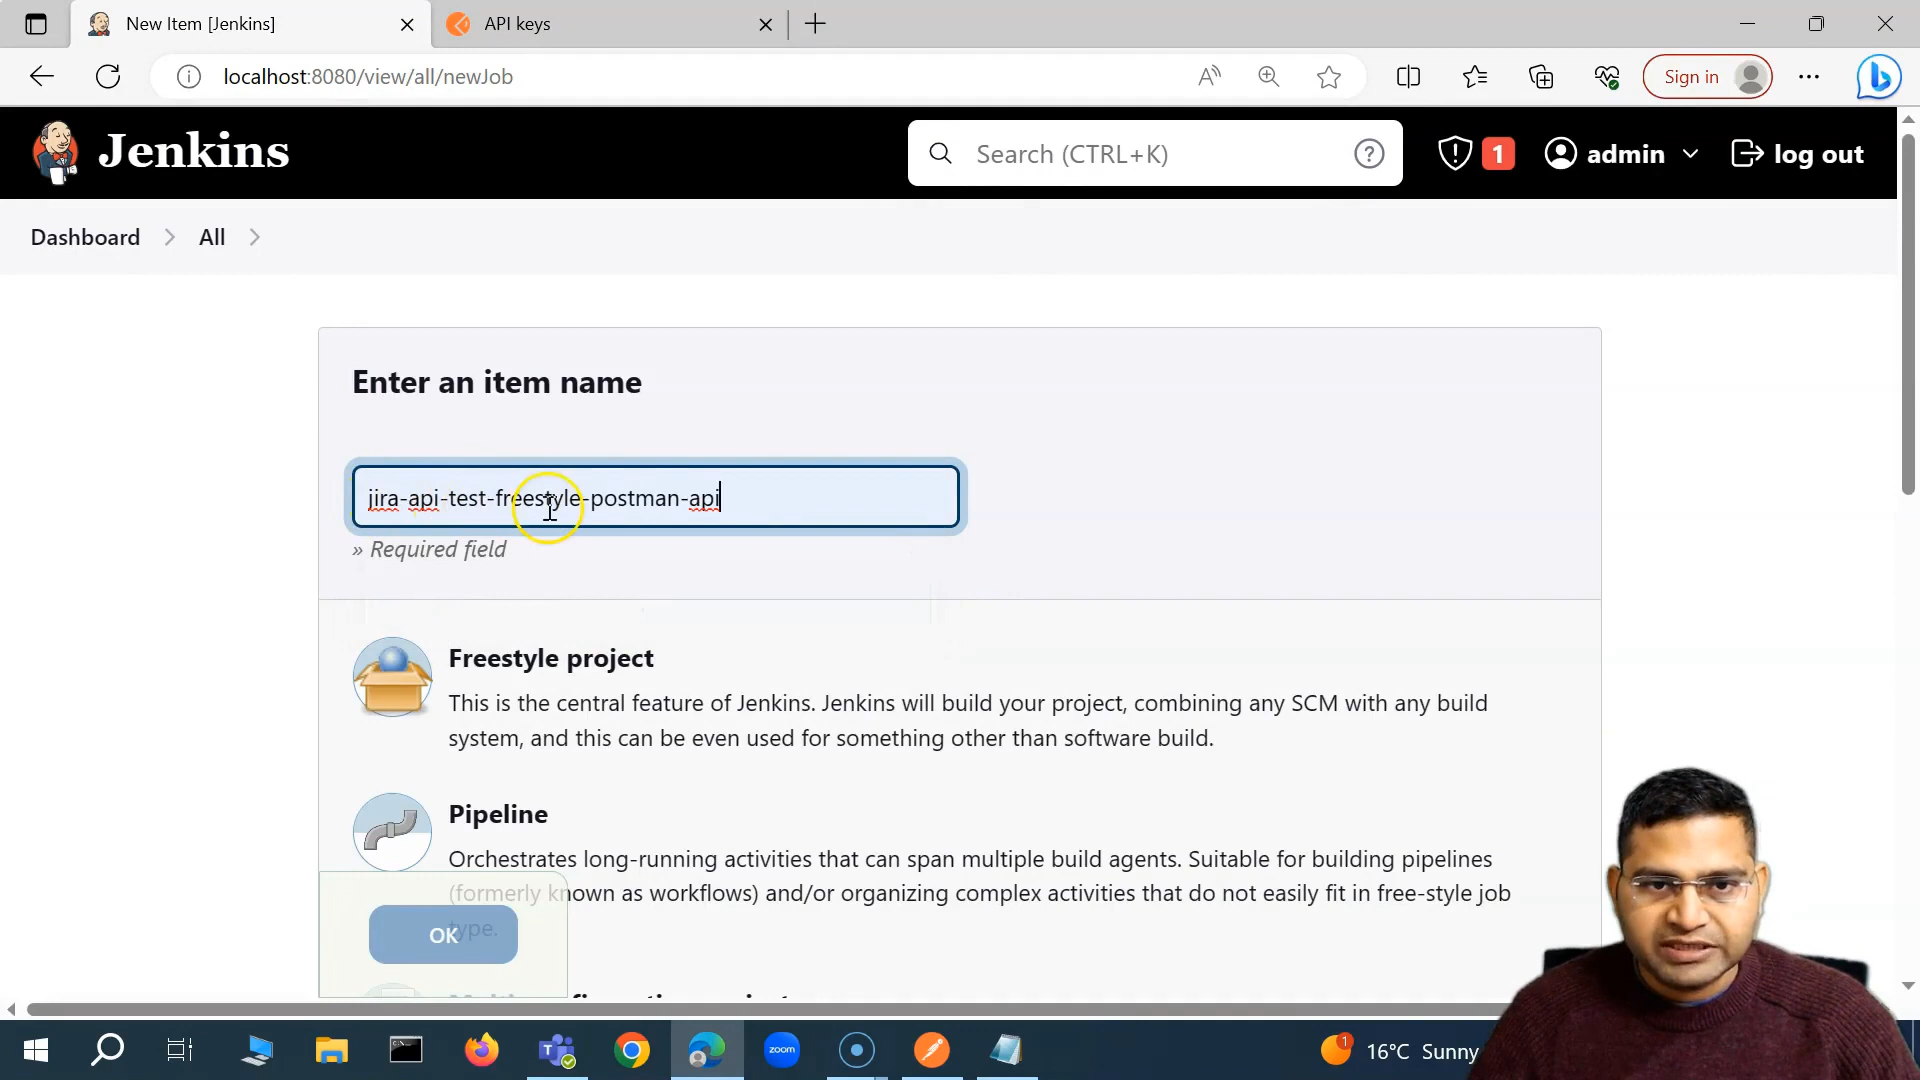 New Item [Jenkins]
API keys
localhost:8080/view/all/newJob
Sign in
Jenkins
Search (CTRL+K)
1
admin
log out
Dashboard
All
Enter an item name
jira-api-test-freestyle-postman-api
» Required field
Freestyle project
This is the central feature of Jenkins. Jenkins will build your project, combining any SCM with any build
system, and this can be even used for something other than software build.
Pipeline
Orchestrates long-running activities that can span multiple build agents. Suitable for building pipelines
(formerly known as workflows) and/or organizing complex activities that do not easily fit in free-style job
type.
OK
zoom
1
16°C Sunny